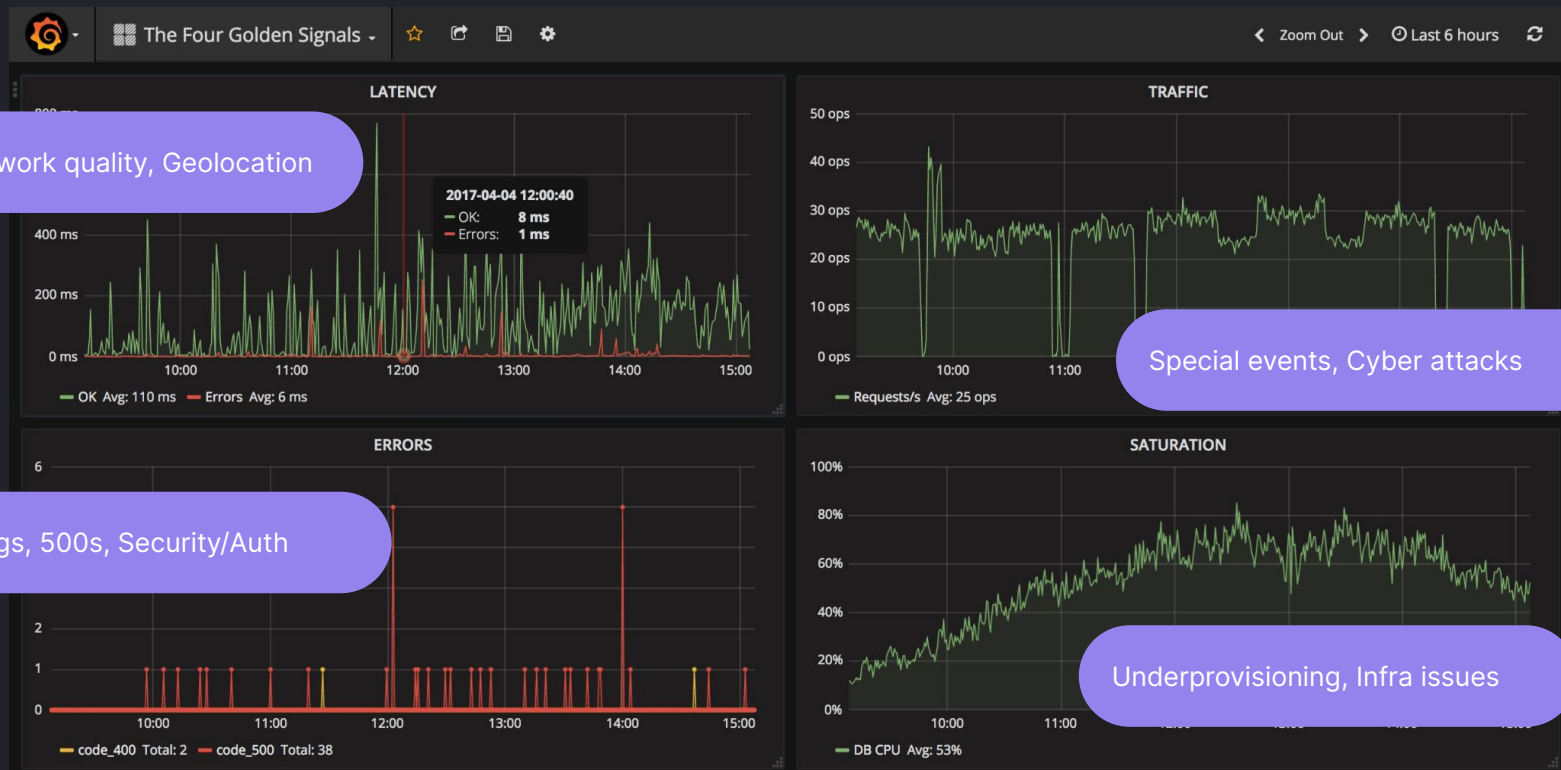 The Four Golden Signals
Zoom Out
Last 6 hours
LATENCY
quality, Geolocation
400 ms
200 ms
0 ms
2017-04-04 12:00:40
OK: 8 ms
Errors: 1 ms
10:00 11:00 12:00 13:00 14:00 15:00
OK Avg: 110 ms Errors Avg: 6 ms
TRAFFIC
50 ops
40 ops
30 ops
20 ops
10 ops
0 ops
10:00 11:00
Requests/s Avg: 25 ops
Special events, Cyber attacks
ERRORS
6
500s, Security/Auth
2
1
0
10:00 11:00 12:00 13:00 14:00 15:00
code_400 Total: 2 code_500 Total: 38
SATURATION
100%
80%
60%
40%
20%
0%
10:00 11:00
DB CPU Avg: 53%
Underprovisioning, Infra issues